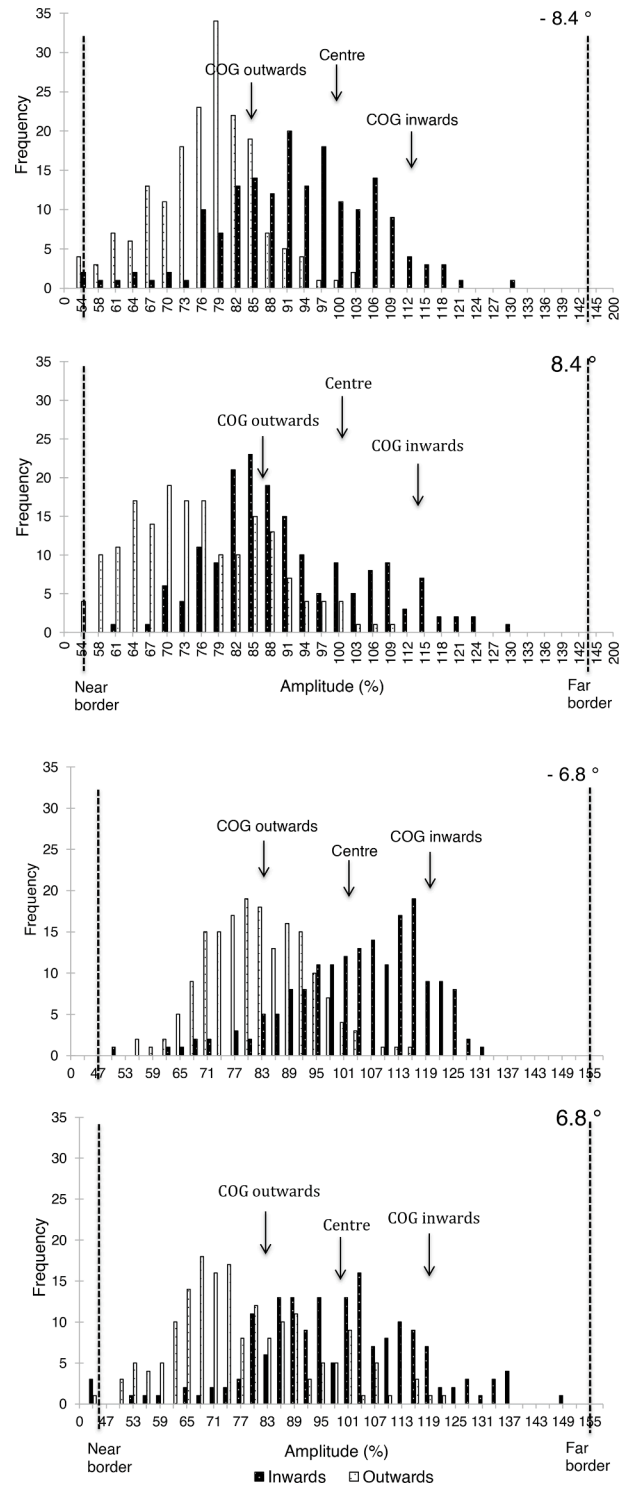 - 8.4 °
35
30
25
20
15
10
5
0
Frequency
COG outwards
Centre
COG inwards
0 54 58 61 64 67 70 73 76 79 82 85 88 91 94 97 100 103 106 109 112 115 118 121 124 127 130 133 136 139 142 145 200
8.4 °
35
30
25
20
15
10
5
0
Frequency
Centre
COG outwards
COG inwards
0 54 58 61 64 67 70 73 76 79 82 85 88 91 94 97 100 103 106 109 112 115 118 121 124 127 130 133 136 139 142 145 200
Near border
Amplitude (%)
Far border
- 6.8 °
35
30
25
20
15
10
5
0
Frequency
COG outwards
Centre
COG inwards
0 47 53 59 65 71 77 83 89 95 101 107 113 119 125 131 137 143 149 155
6.8 °
35
30
25
20
15
10
5
0
Frequency
COG outwards
Centre
COG inwards
0 47 53 59 65 71 77 83 89 95 101 107 113 119 125 131 137 143 149 155
Near border
Amplitude (%)
Far border
Inwards Outwards